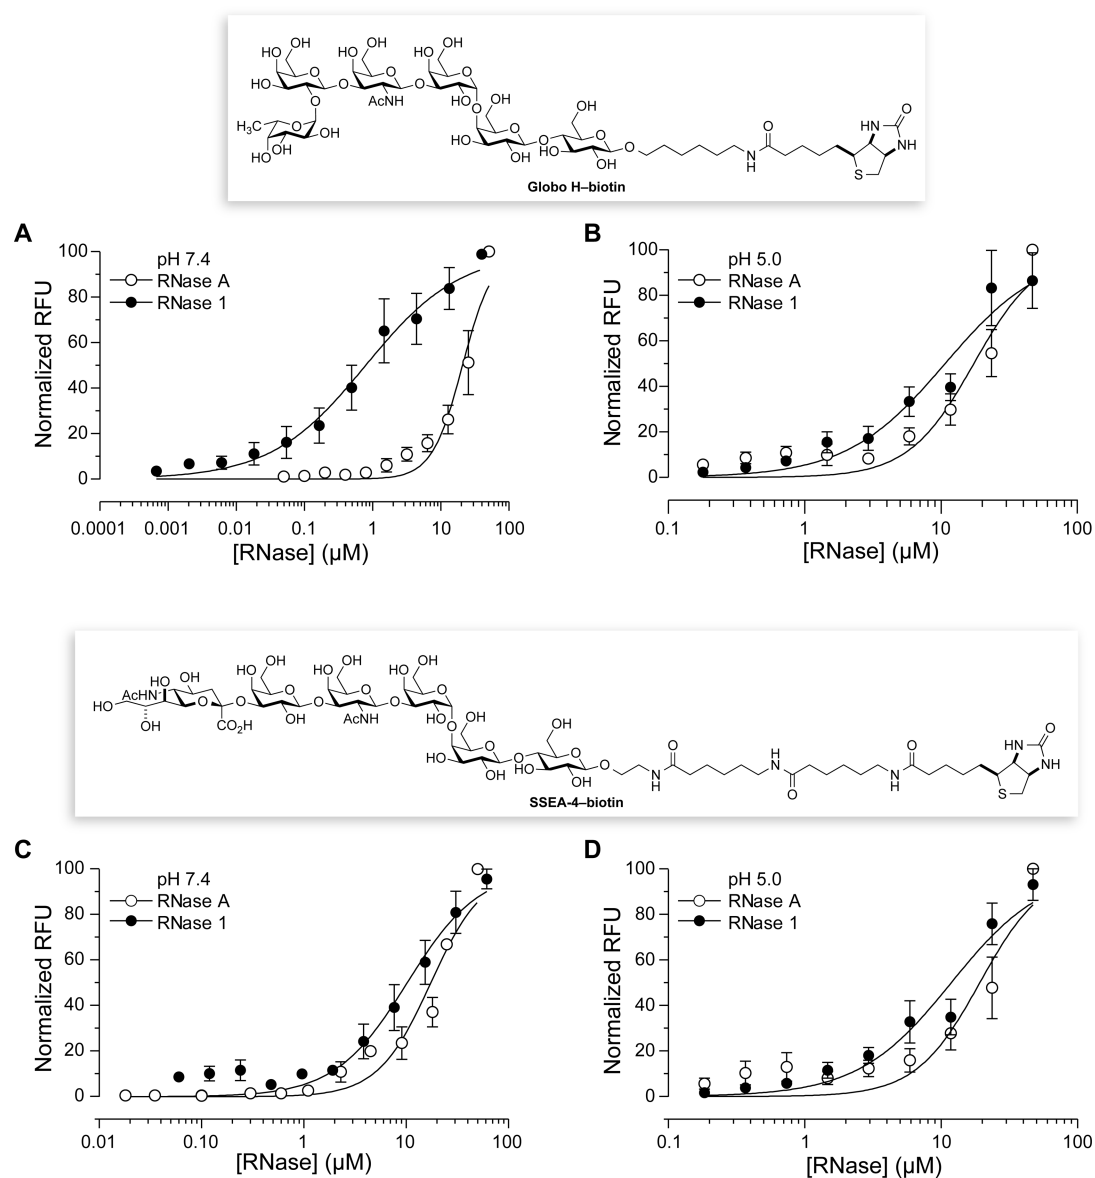 HO OH HO OH HO OH
HO O O O O O O
AcNH HO O OH
H3C O OH HO O O OH
OH HO OH HO O O N H O HN O NH
HO OH S
Globo H–biotin
A
pH 7.4
RNase A
RNase 1
Normalized RFU
100
80
60
40
20
0
0.0001 0.001 0.01 0.1 1 10 100
[RNase] (µM)
B
pH 5.0
RNase A
RNase 1
Normalized RFU
100
80
60
40
20
0
0.1 1 10 100
[RNase] (µM)
HO OH HO OH HO OH HO OH
HO AcHN O O O O O O O
OH CO2H OH AcNH HO O OH
HO O O O OH
OH HO OH O N H O H N O N H O HN O NH S
SSEA-4–biotin
C
pH 7.4
RNase A
RNase 1
Normalized RFU
100
80
60
40
20
0
0.01 0.10 1 10 100
[RNase] (µM)
D
pH 5.0
RNase A
RNase 1
Normalized RFU
100
80
60
40
20
0
0.1 1 10 100
[RNase] (µM)